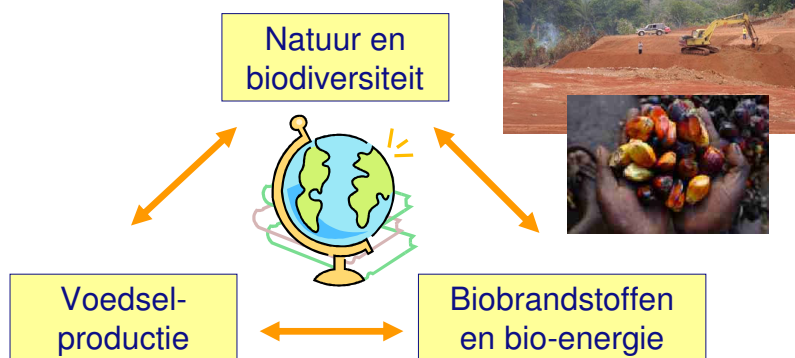 Natuur en
biodiversiteit
Voedsel-
productie
Biobrandstoffen
en bio-energie